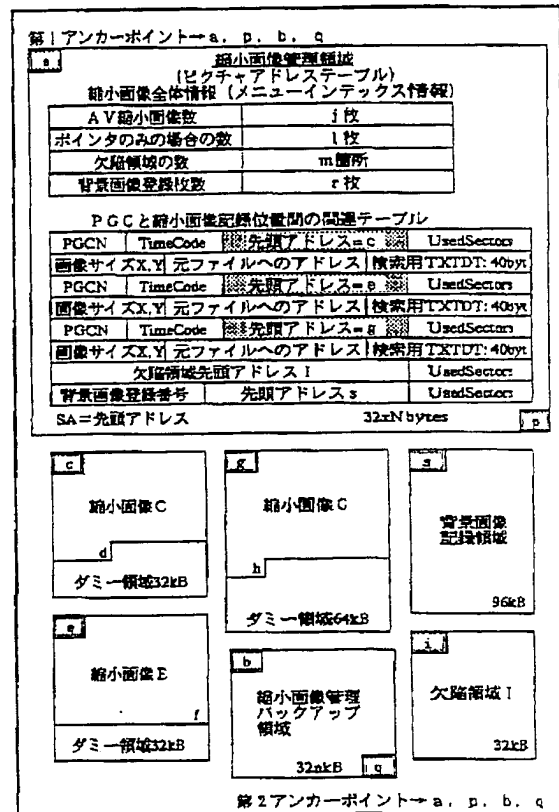 第1アンカーポイント→a, p, b, q
a
縮小画像管理領域
(ピクチャアドレステーブル)
縮小画像全体情報 (メニューインデックス情報)
AV縮小画像数 j枚
ポインタのみの場合の数 l枚
欠陥領域の数 m箇所
背景画像登録枚数 r枚
PGCと縮小画像記録位置間の関連テーブル
PGCN TimeCode 先頭アドレス=c UsedSectors
画像サイズX,Y 元ファイルへのアドレス 検索用TXTDT: 40byt
PGCN TimeCode 先頭アドレス=e UsedSectors
画像サイズX,Y 元ファイルへのアドレス 検索用TXTDT: 40byt
PGCN TimeCode 先頭アドレス=g UsedSectors
画像サイズX,Y 元ファイルへのアドレス 検索用TXTDT: 40byt
欠陥領域先頭アドレス I UsedSectors
背景画像登録番号 先頭アドレス s UsedSectors
SA=先頭アドレス 32xN bytes p
c
縮小画像C
d
ダミー領域32kB
g
縮小画像G
h
ダミー領域64kB
s
背景画像
記録領域
96kB
e
縮小画像E
f
ダミー領域32kB
b
縮小画像管理
バックアップ
領域
32nkB q
i
欠陥領域I
32kB
第2アンカーポイント→a, p, b, q